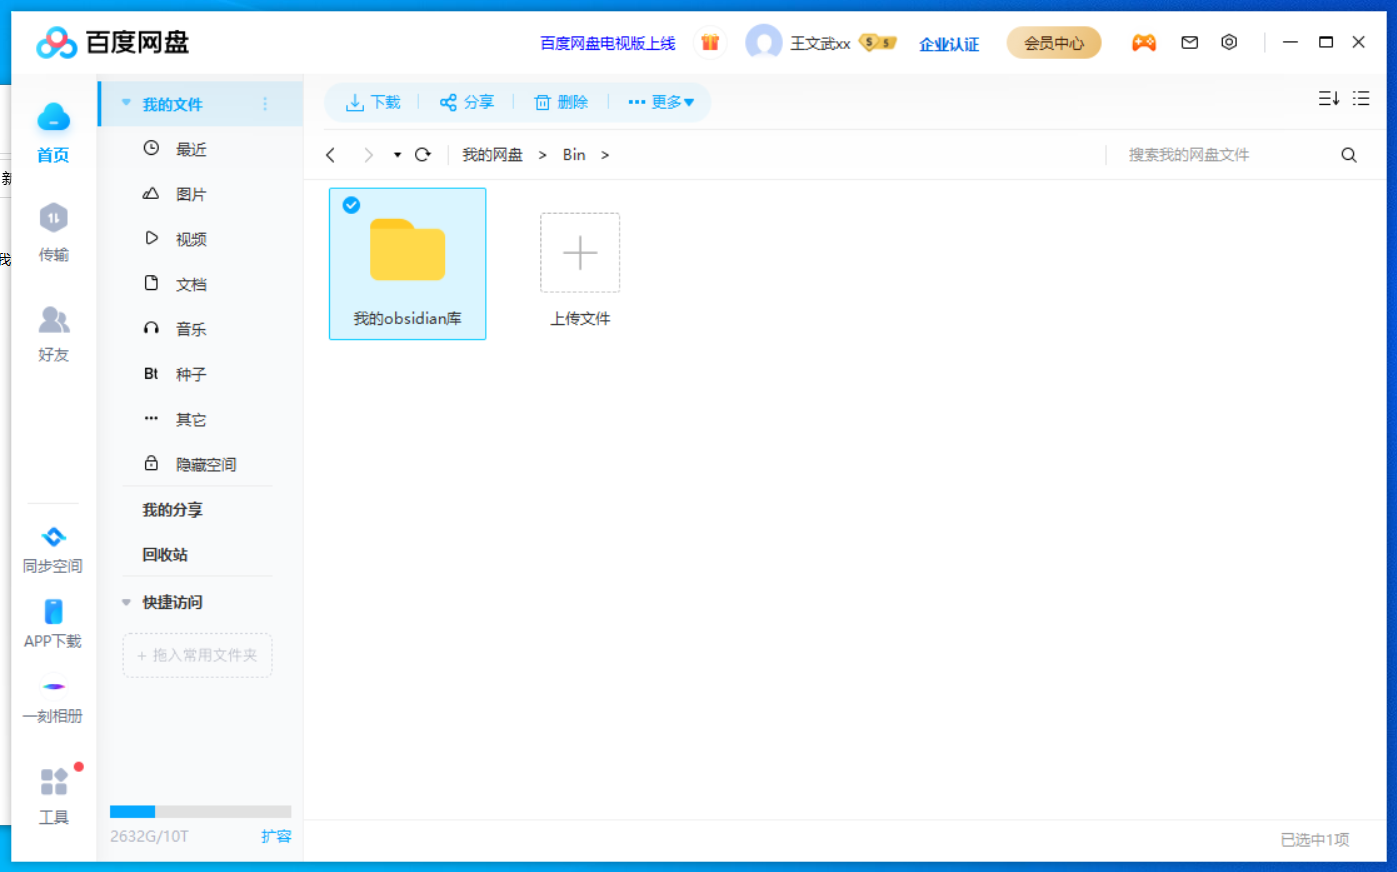 百度网盘
百度网盘电视版上线
王文武xx
S 5
企业认证
会员中心
首页
传输
好友
同步空间
APP下载
一刻相册
工具
我的文件
最近
图片
视频
文档
音乐
Bt 种子
其它
隐藏空间
我的分享
回收站
快捷访问
+ 拖入常用文件夹
2632G/10T 扩容
下载 分享 删除 更多
我的网盘 > Bin >
搜索我的网盘文件
我的obsidian库
上传文件
已选中1项
新
我